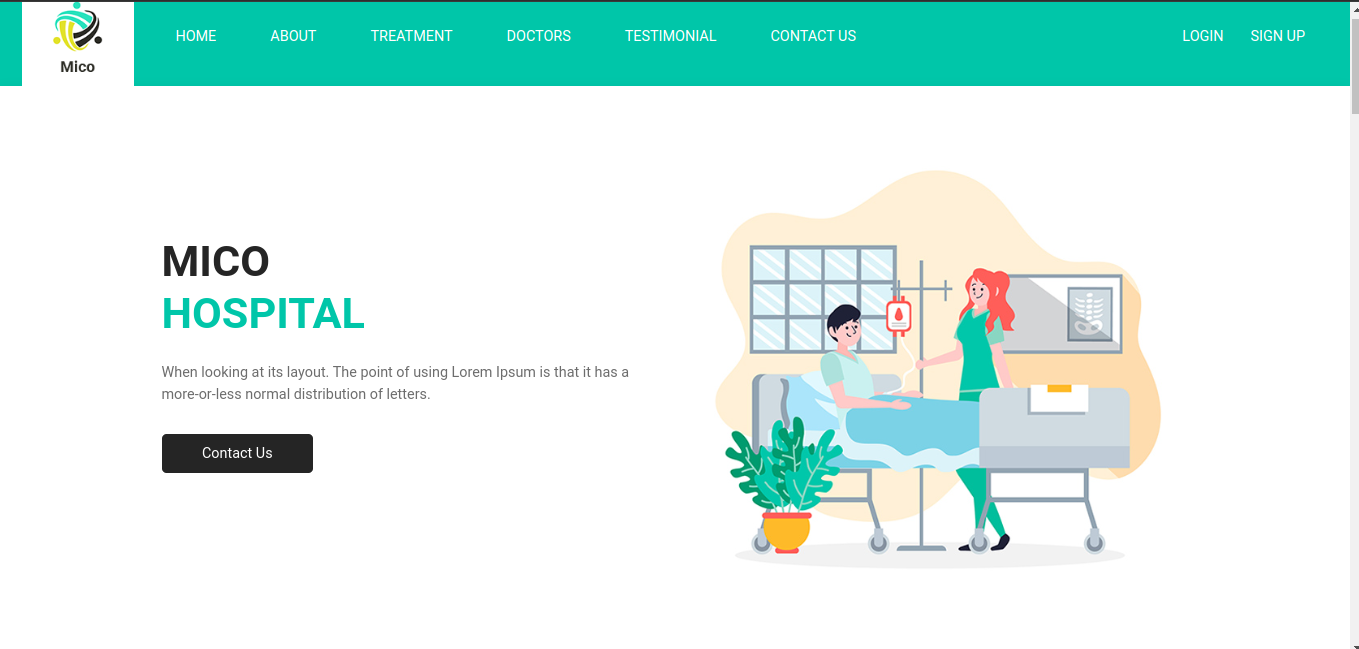 Mico
HOME ABOUT TREATMENT DOCTORS TESTIMONIAL CONTACT US LOGIN SIGN UP
MICO
HOSPITAL
When looking at its layout. The point of using Lorem Ipsum is that it has a
more-or-less normal distribution of letters.
Contact Us